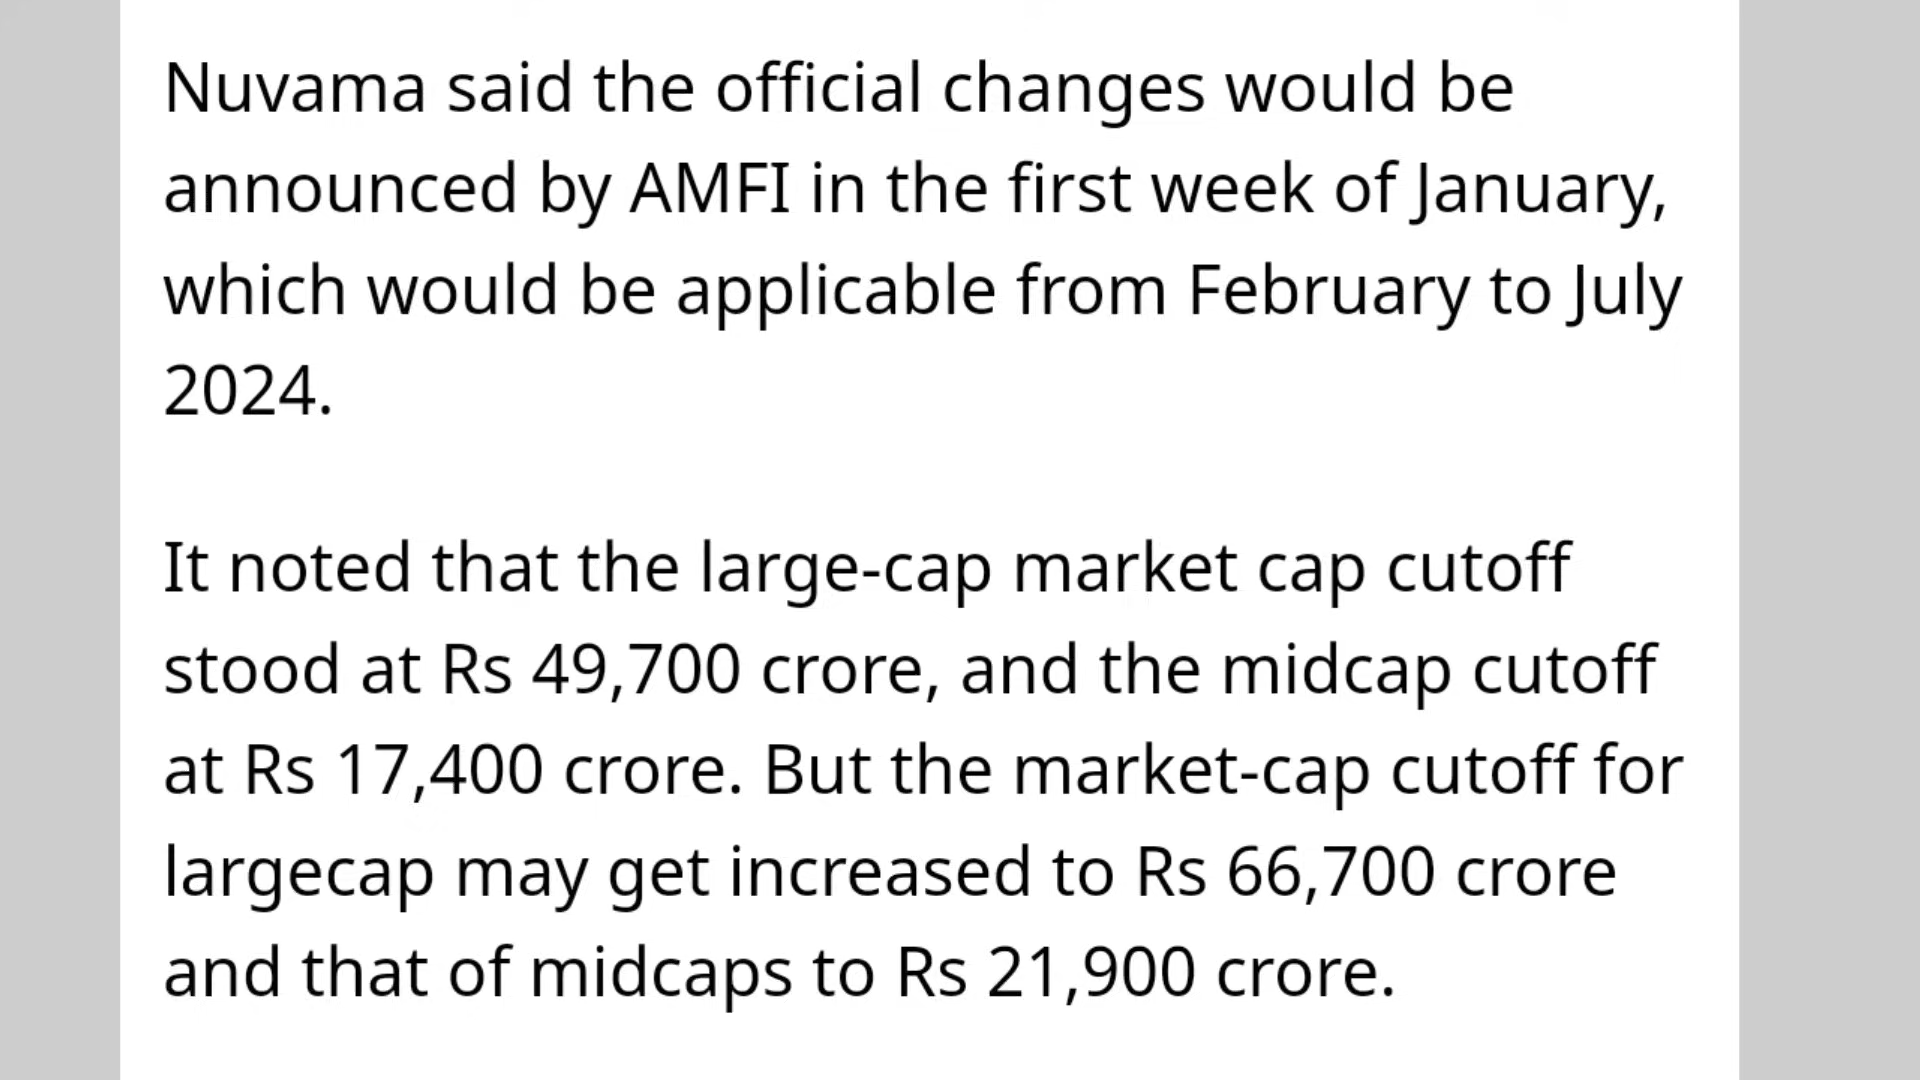 Nuvama said the official changes would be
announced by AMFI in the first week of January,
which would be applicable from February to July
2024.
It noted that the large-cap market cap cutoff
stood at Rs 49,700 crore, and the midcap cutoff
at Rs 17,400 crore. But the market-cap cutoff for
largecap may get increased to Rs 66,700 crore
and that of midcaps to Rs 21,900 crore.